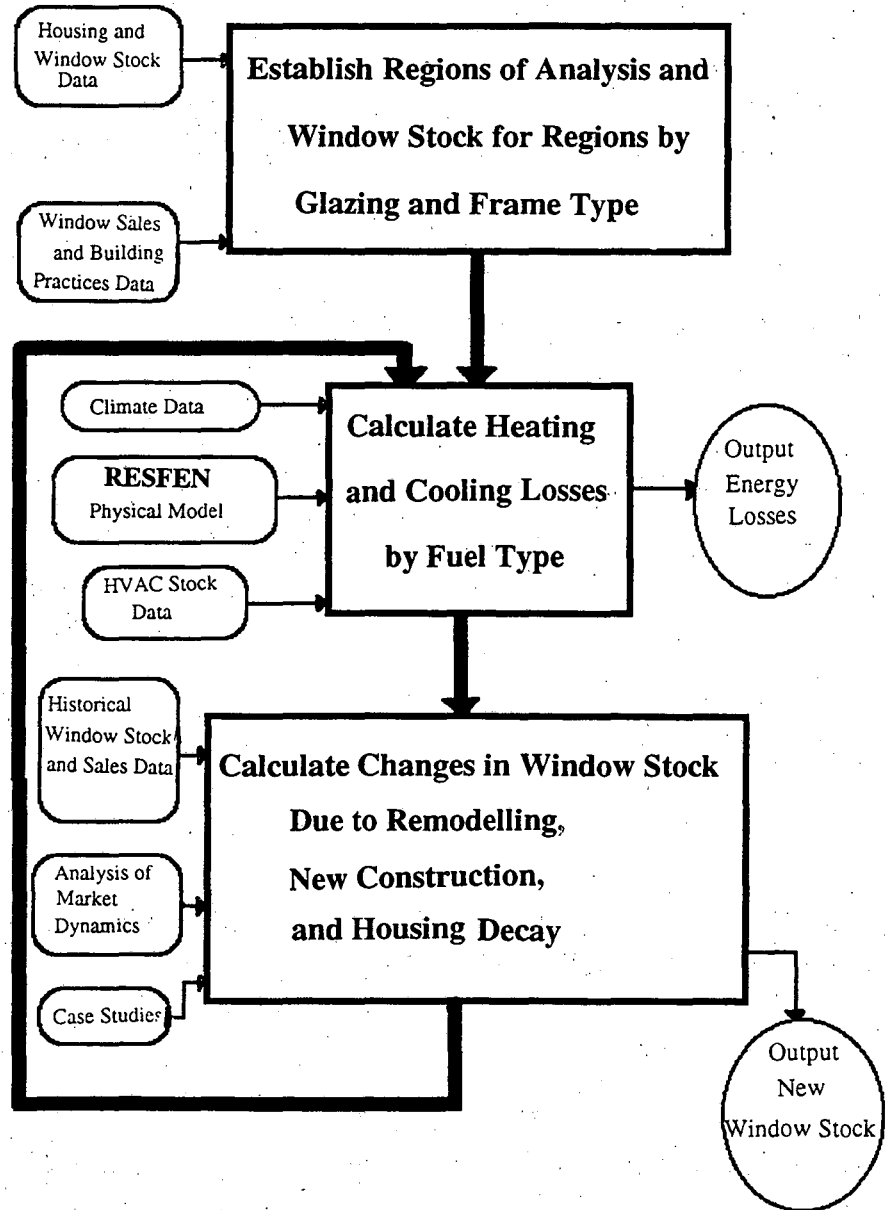 Housing and
Window Stock
Data
Establish Regions of Analysis and
Window Stock for Regions by
Glazing and Frame Type
Window Sales
and Building
Practices Data
Climate Data
RESFEN
Physical Model
HVAC Stock
Data
Calculate Heating
and Cooling Losses
by Fuel Type
Output
Energy
Losses
Historical
Window Stock
and Sales Data
Analysis of
Market
Dynamics
Case Studies
Calculate Changes in Window Stock
Due to Remodelling,
New Construction,
and Housing Decay
Output
New
Window Stock